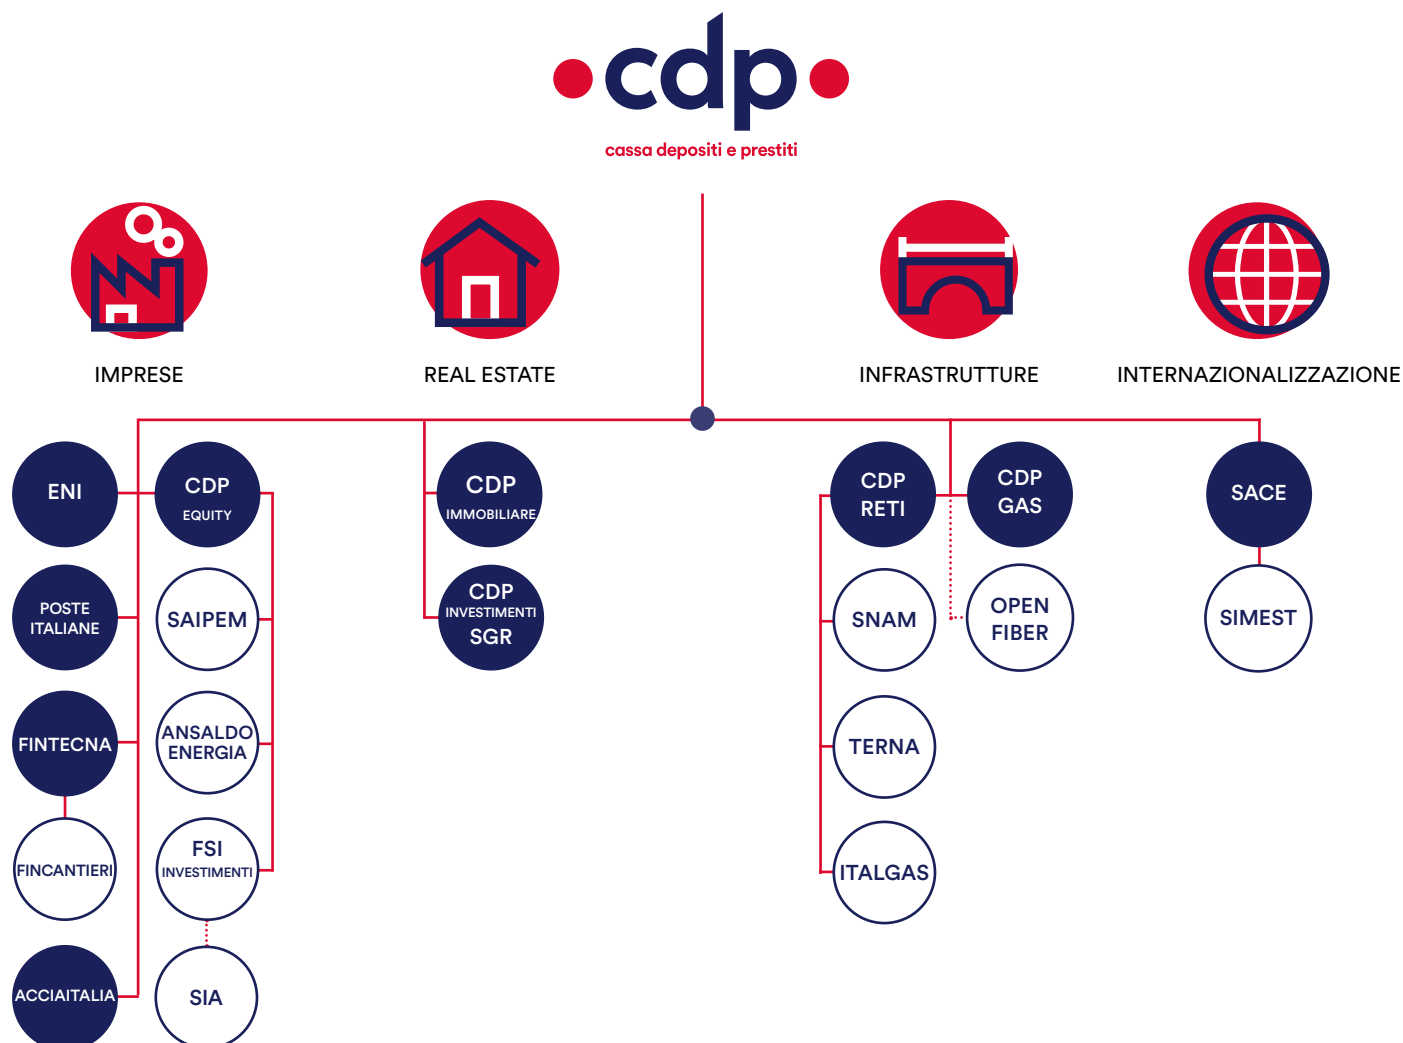 cdp
cassa depositi e prestiti
IMPRESE
REAL ESTATE
INFRASTRUTTURE
INTERNAZIONALIZZAZIONE
ENI
CDP
EQUITY
POSTE
ITALIANE
SAIPEM
FINTECNA
ANSALDO
ENERGIA
FINCANTIERI
FSI
INVESTIMENTI
ACCIAITALIA
SIA
CDP
IMMOBILIARE
CDP
INVESTIMENTI
SGR
CDP
RETI
CDP
GAS
SNAM
OPEN
FIBER
TERNA
ITALGAS
SACE
SIMEST